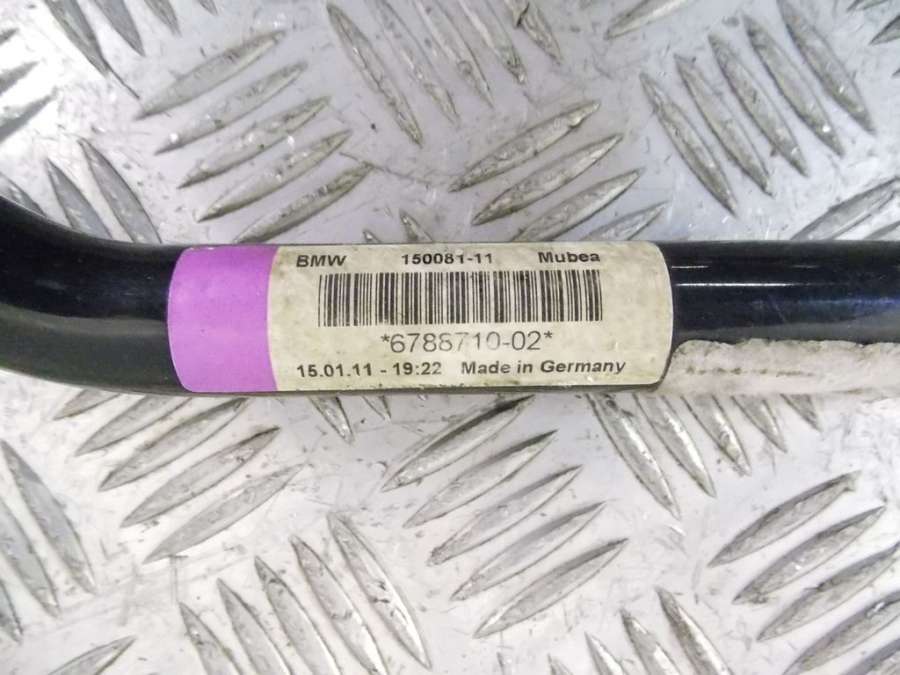 BMW 150081-11 Mubea
*6788710-02*
15.01.11 - 19:22 Made in Germany